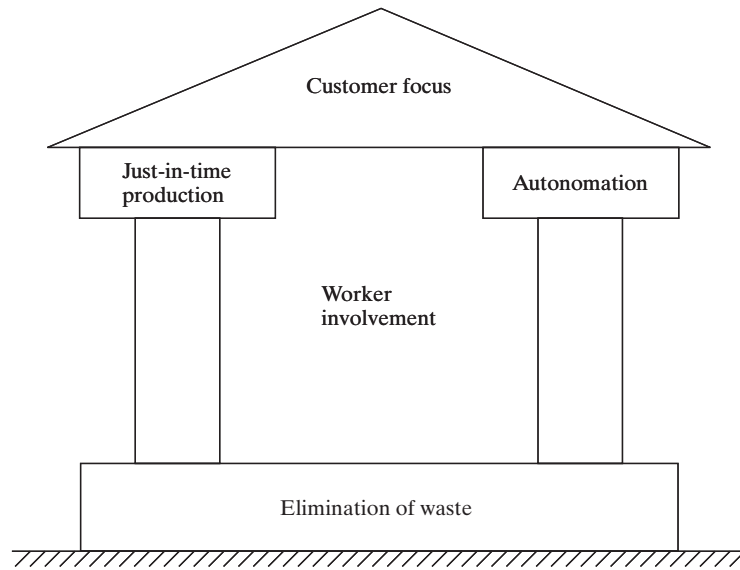 Customer focus
Just-in-time
production
Autonomation
Worker
involvement
Elimination of waste